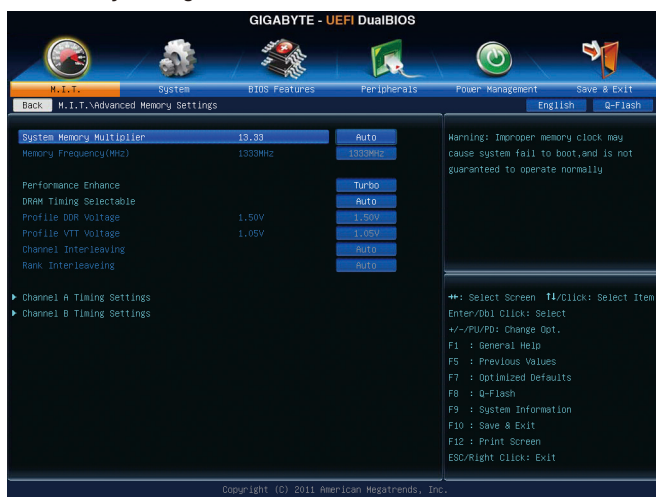 GIGABYTE - UEFI DualBIOS
M.I.T. System BIOS Features Peripherals Power Management Save & Exit
Back M.I.T.\Advanced Memory Settings English Q-Flash
System Memory Multiplier 13.33 Auto
Memory Frequency(MHz) 1333MHz 1333MHz
Performance Enhance Turbo
DRAM Timing Selectable Auto
Profile DDR Voltage 1.50V 1.50V
Profile VTT Voltage 1.05V 1.05V
Channel Interleaving Auto
Rank Interleaveing Auto
Channel A Timing Settings
Channel B Timing Settings
Warning: Improper memory clock may
cause system fail to boot,and is not
guaranteed to operate normally
→←: Select Screen ↑↓/Click: Select Item
Enter/Dbl Click: Select
+/-/PU/PD: Change Opt.
F1 : General Help
F5 : Previous Values
F7 : Optimized Defaults
F8 : Q-Flash
F9 : System Information
F10 : Save & Exit
F12 : Print Screen
ESC/Right Click: Exit
Copyright (C) 2011 American Megatrends, Inc.